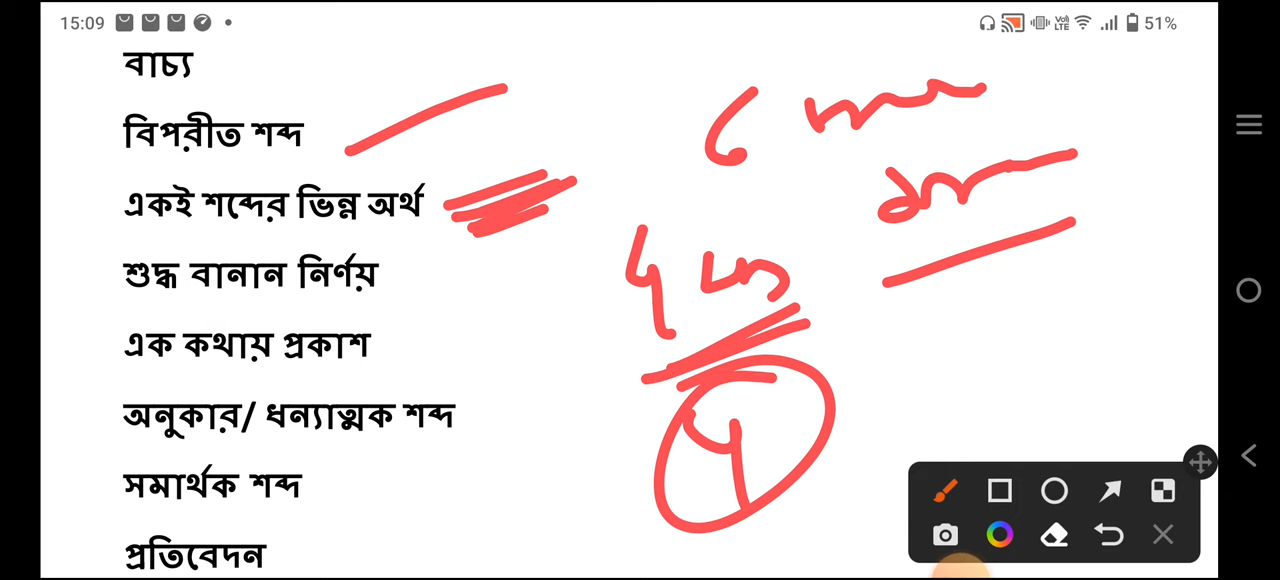 15:09 51%
বাচ্য
বিপরীত শব্দ
একই শব্দের ভিন্ন অর্থ
শুদ্ধ বানান নির্ণয়
এক কথায় প্রকাশ
অনুকার/ ধন্যাত্মক শব্দ
সমার্থক শব্দ
প্রতিবেদন